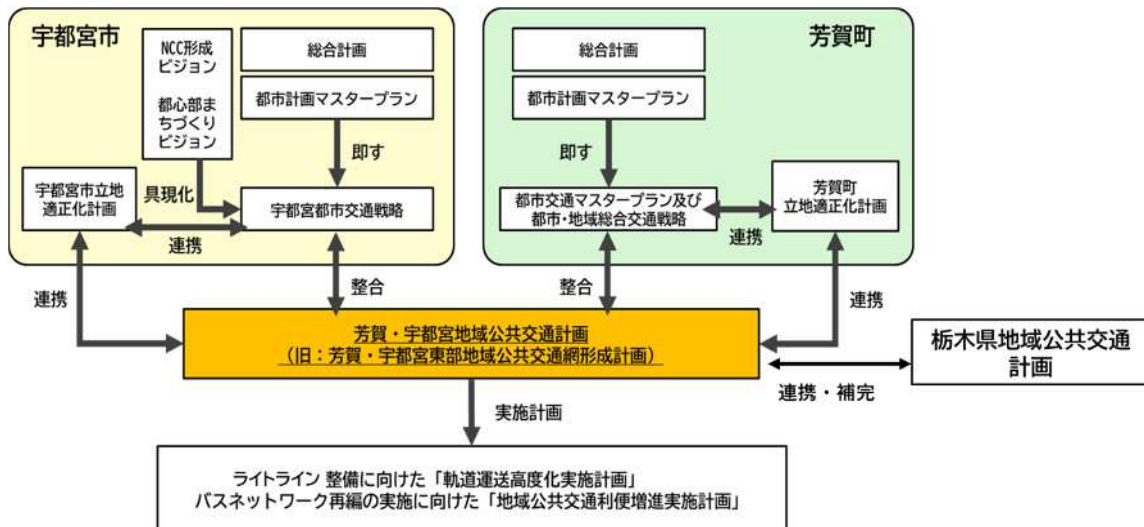 宇都宮市
NCC形成
ビジョン
都心部ま
ちづくり
ビジョン
総合計画
都市計画マスタープラン
即す
具現化
宇都宮市立地
適正化計画
宇都宮都市交通戦略
連携
芳賀町
総合計画
都市計画マスタープラン
即す
都市交通マスタープラン及び
都市・地域総合交通戦略
芳賀町
立地適正化計画
連携
連携
整合
整合
連携
芳賀・宇都宮地域公共交通計画
（旧：芳賀・宇都宮東部地域公共交通網形成計画）
栃木県地域公共交通
計画
連携・補完
実施計画
ライトライン 整備に向けた「軌道運送高度化実施計画」
バスネットワーク再編の実施に向けた「地域公共交通利便増進実施計画」